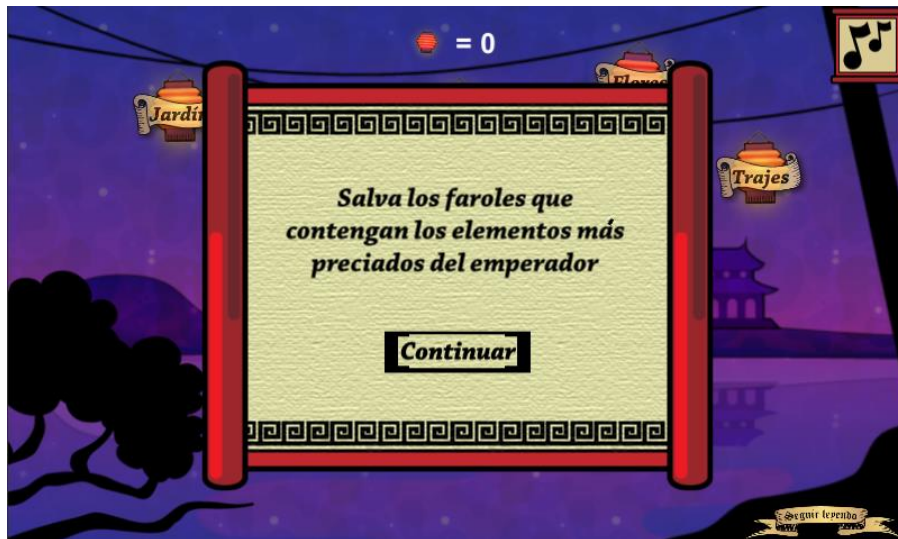 = 0
Jardín
Flores
Trajes
Salva los faroles que
contengan los elementos más
preciados del emperador
Continuar
Seguir leyendo